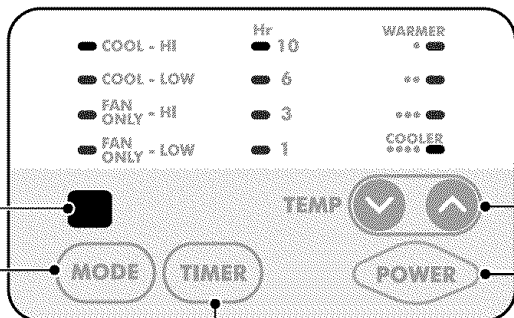 Hr WARMER
COOL - HI 10
COOL - LOW 6
FAN ONLY - HI 3
FAN ONLY - LOW 1 COOLER
TEMP
MODE TIMER POWER